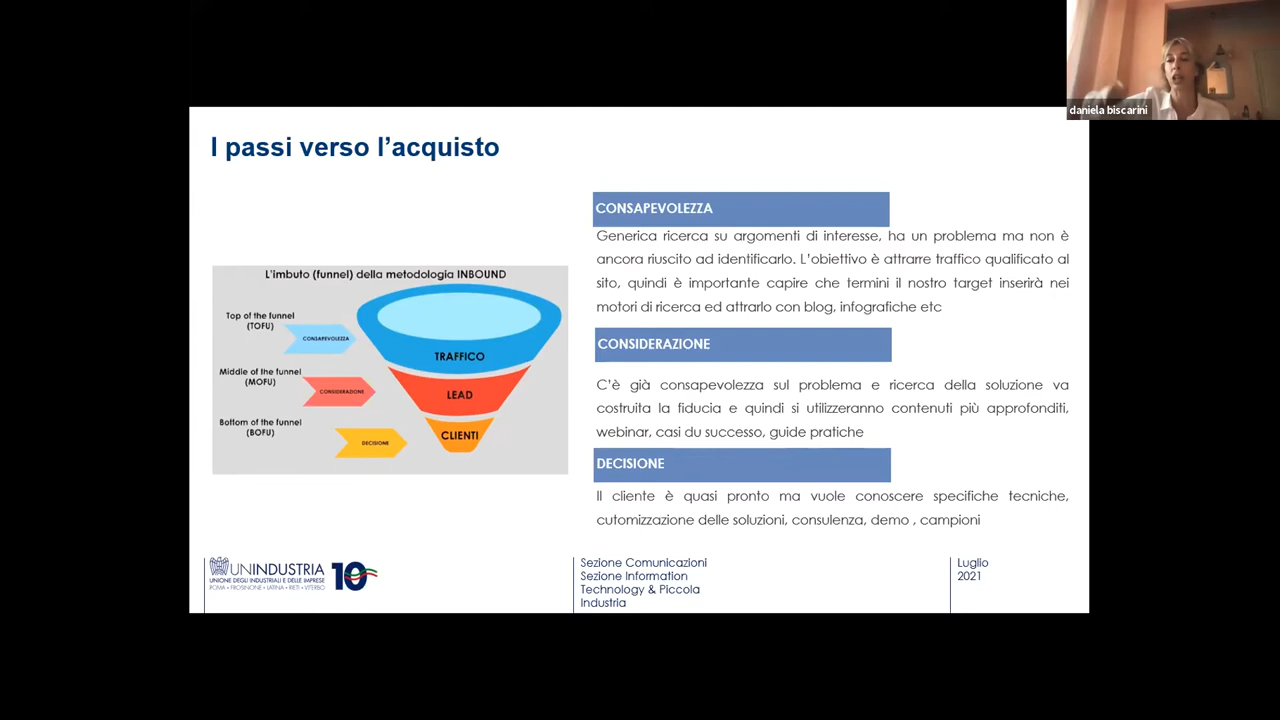 daniela biscarini
I passi verso l’acquisto
L'imbuto (funnel) della metodologia INBOUND
Top of the funnel
(TOFU)
CONSAPEVOLEZZA
TRAFFICO
Middle of the funnel
(MOFU)
CONSIDERAZIONE
LEAD
Bottom of the funnel
(BOFU)
DECISIONE
CLIENTI
CONSAPEVOLEZZA
Generica ricerca su argomenti di interesse, ha un problema ma non è
ancora riuscito ad identificarlo. L’obiettivo è attrarre traffico qualificato al
sito, quindi è importante capire che termini il nostro target inserirà nei
motori di ricerca ed attrarlo con blog, infografiche etc
CONSIDERAZIONE
C’è già consapevolezza sul problema e ricerca della soluzione va
costruita la fiducia e quindi si utilizzeranno contenuti più approfonditi,
webinar, casi du successo, guide pratiche
DECISIONE
Il cliente è quasi pronto ma vuole conoscere specifiche tecniche,
cutomizzazione delle soluzioni, consulenza, demo , campioni
UNINDUSTRIA
UNIONE DEGLI INDUSTRIALI E DELLE IMPRESE
ROMA • FROSINONE • LATINA • RIETI • VITERBO
10
Sezione Comunicazioni
Sezione Information
Technology & Piccola
Industria
Luglio
2021